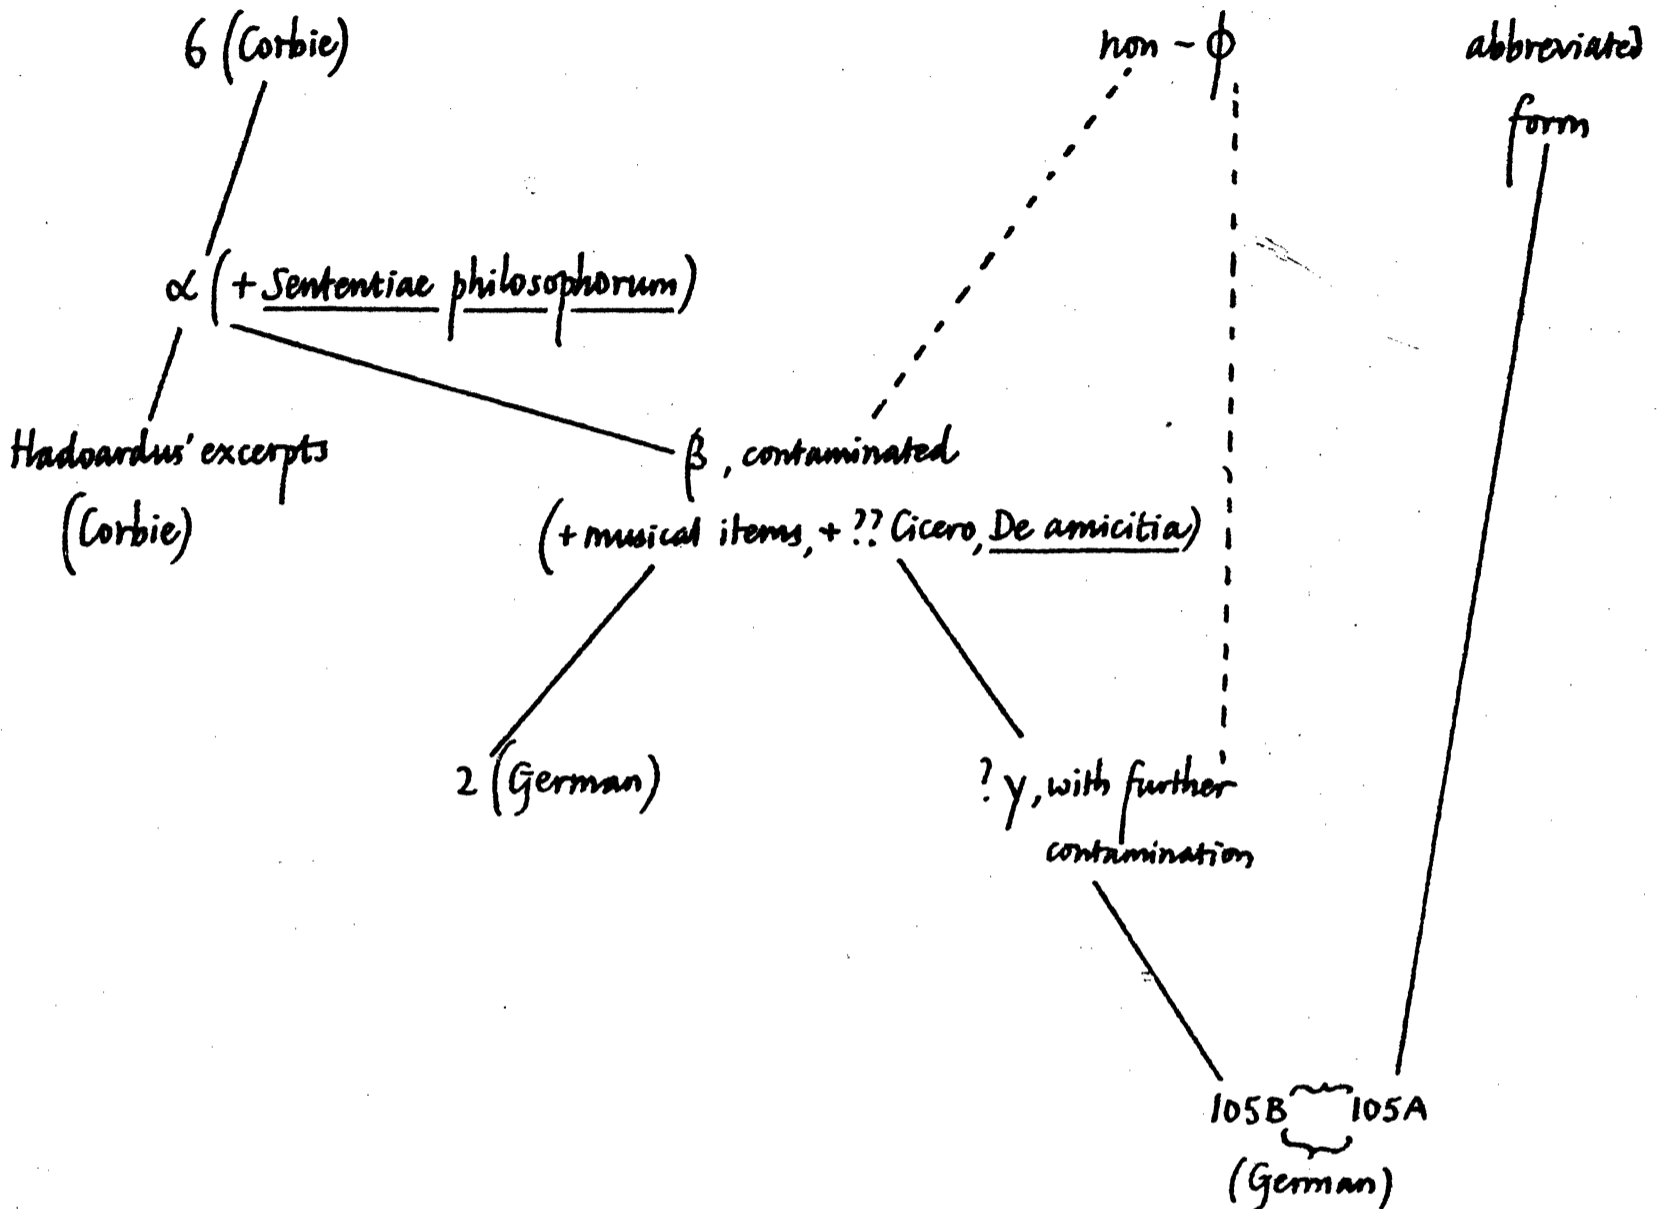 6 (Corbie)
non - ϕ
abbreviated
form
α (+ Sententiae philosophorum)
Hadoardus' excerpts
(Corbie)
β, contaminated
(+ musical items, + ?? Cicero, De amicitia)
2 (German)
? γ, with further
contamination
105B 105A
(German)